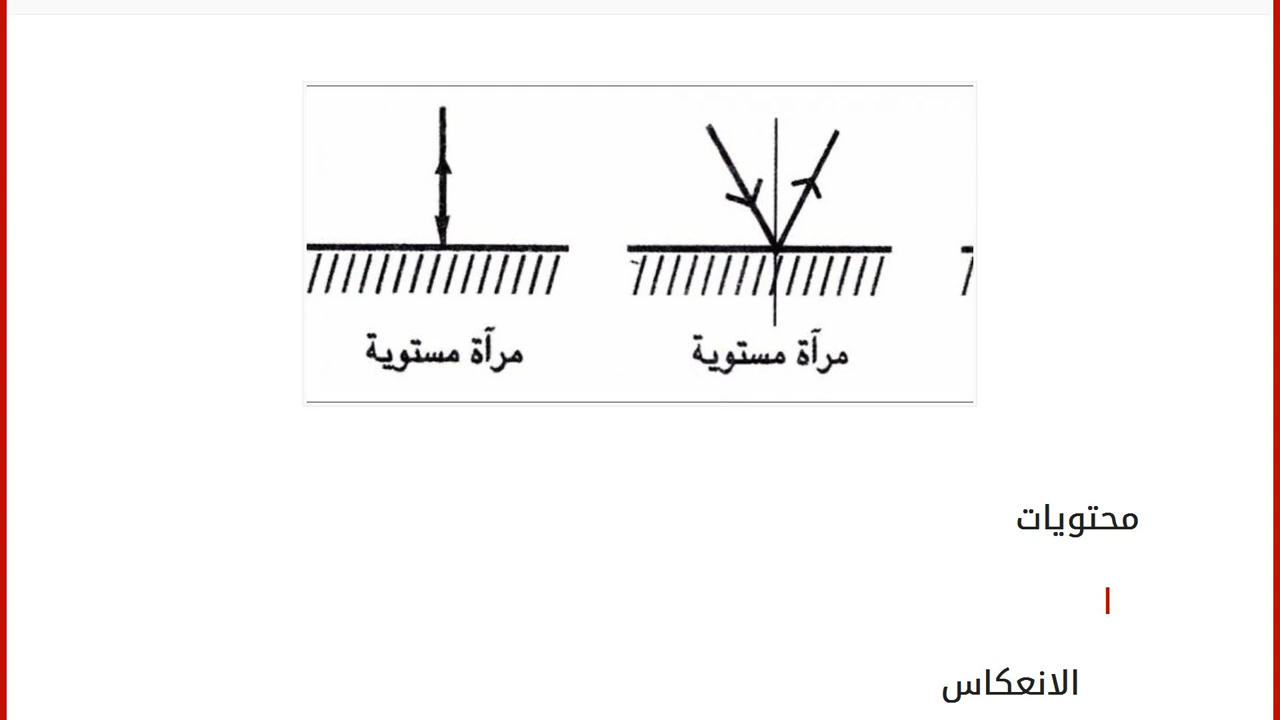 مرآة مستوية
مرآة مستوية
محتويات
ا
الانعكاس